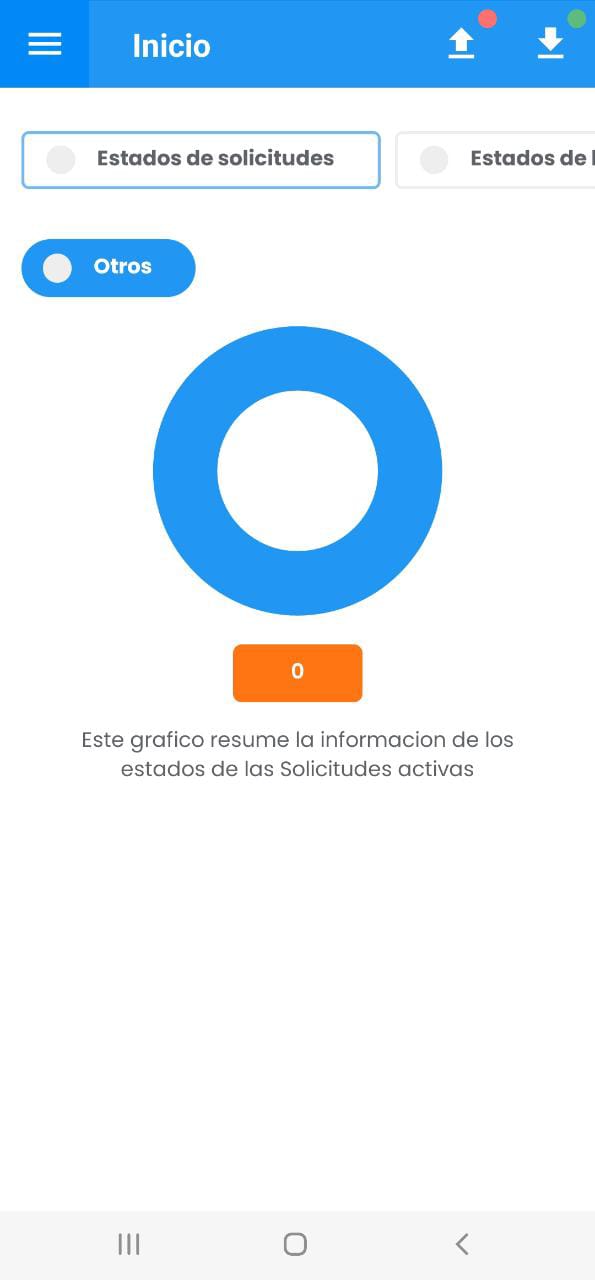 Inicio
Estados de solicitudes
Estados de
Otros
0
Este grafico resume la informacion de los
estados de las Solicitudes activas